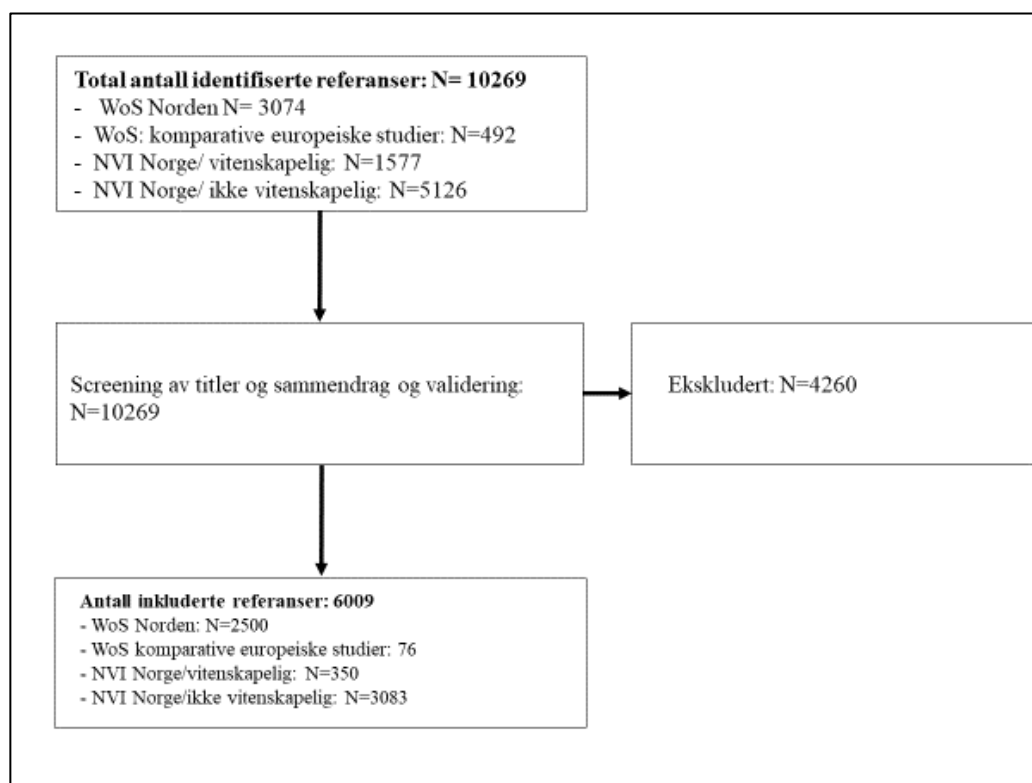 Total antall identifiserte referanser: N= 10269
- WoS Norden N= 3074
- WoS: komparative europeiske studier: N=492
- NVI Norge/ vitenskapelig: N=1577
- NVI Norge/ ikke vitenskapelig: N=5126
Screening av titler og sammendrag og validering:
N=10269
Ekskludert: N=4260
Antall inkluderte referanser: 6009
- WoS Norden: N=2500
- WoS komparative europeiske studier: 76
- NVI Norge/vitenskapelig: N=350
- NVI Norge/ikke vitenskapelig: N=3083